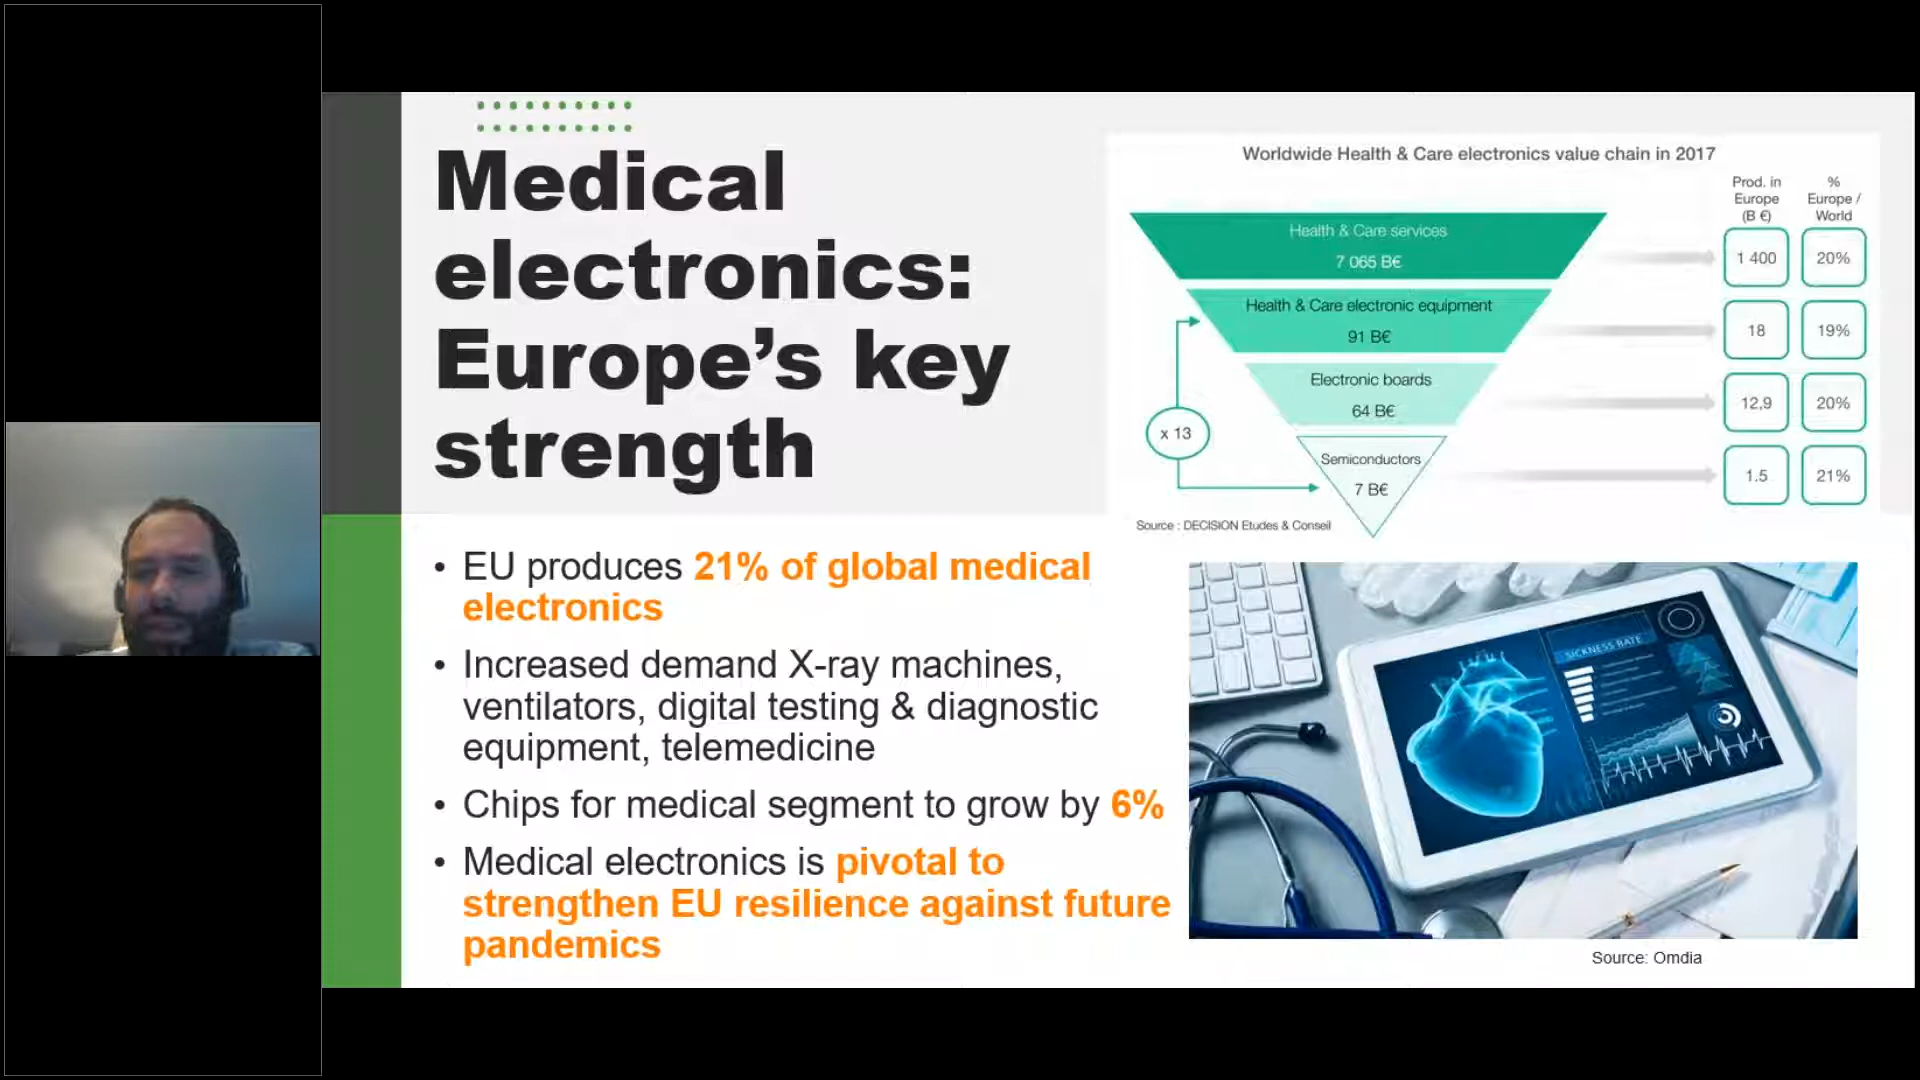 Medical
electronics:
Europe’s key
strength
Worldwide Health & Care electronics value chain in 2017
Prod. in
Europe
(B €)
%
Europe /
World
Health & Care services
7 065 B€
1 400
20%
Health & Care electronic equipment
91 B€
18
19%
Electronic boards
64 B€
12,9
20%
x 13
Semiconductors
7 B€
1.5
21%
Source : DECISION Etudes & Conseil
• EU produces 21% of global medical
electronics
• Increased demand X-ray machines,
ventilators, digital testing & diagnostic
equipment, telemedicine
• Chips for medical segment to grow by 6%
• Medical electronics is pivotal to
strengthen EU resilience against future
pandemics
SICKNESS RATE
Source: Omdia